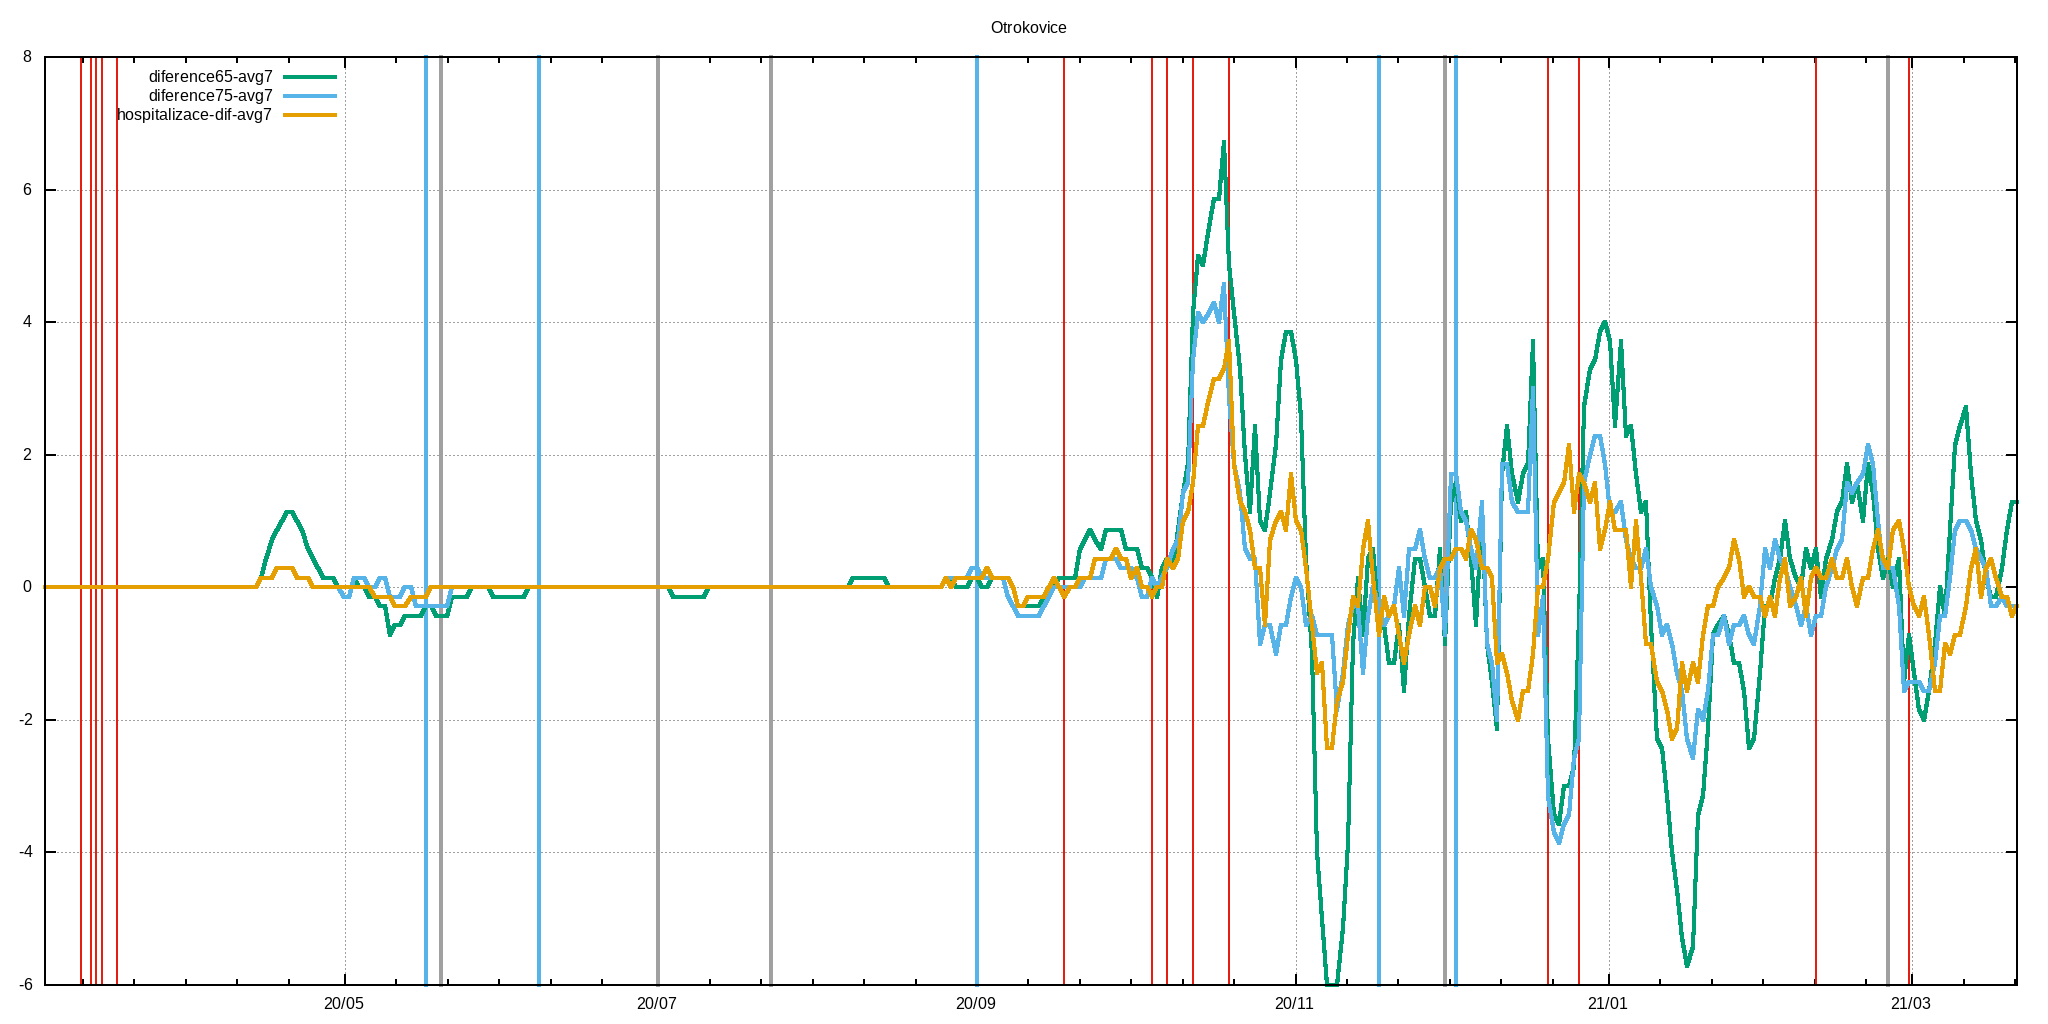 Otrokovice
8
6
4
2
0
-2
-4
-6
diference65-avg7
diference75-avg7
hospitalizace-dif-avg7
20/05 20/07 20/09 20/11 21/01 21/03